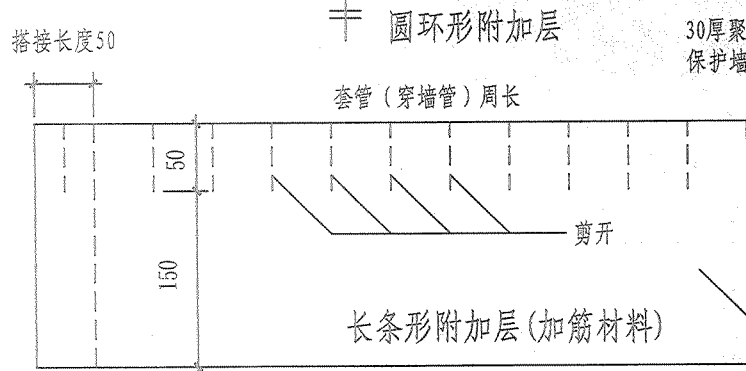 圆环形附加层
搭接长度50
30厚聚
保护墙
套管（穿墙管）周长
50
剪开
150
长条形附加层(加筋材料)